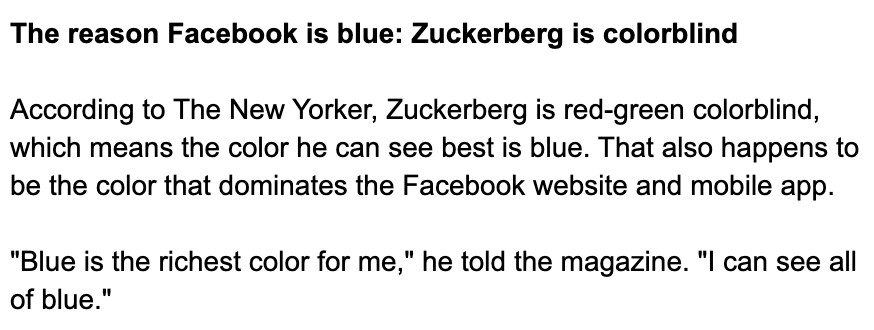 The reason Facebook is blue: Zuckerberg is colorblind
According to The New Yorker, Zuckerberg is red-green colorblind,
which means the color he can see best is blue. That also happens to
be the color that dominates the Facebook website and mobile app.
"Blue is the richest color for me," he told the magazine. "I can see all
of blue."